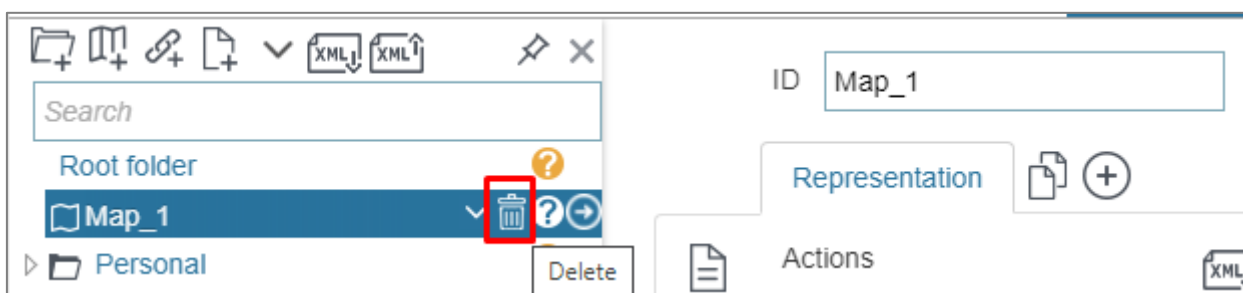 XML XML
Search
Root folder
Map_1
Personal
Delete
ID Map_1
Representation
Actions
XML